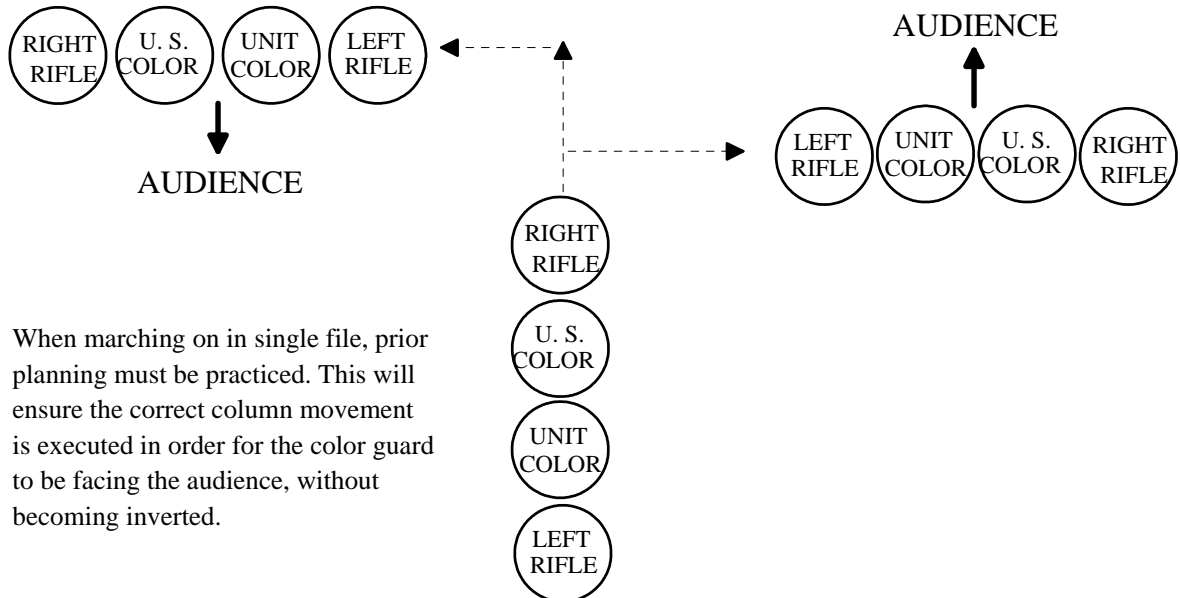 RIGHT
RIFLE
U. S.
COLOR
UNIT
COLOR
LEFT
RIFLE
AUDIENCE
AUDIENCE
LEFT
RIFLE
UNIT
COLOR
U. S.
COLOR
RIGHT
RIFLE
RIGHT
RIFLE
U. S.
COLOR
UNIT
COLOR
LEFT
RIFLE
When marching on in single file, prior
planning must be practiced. This will
ensure the correct column movement
is executed in order for the color guard
to be facing the audience, without
becoming inverted.